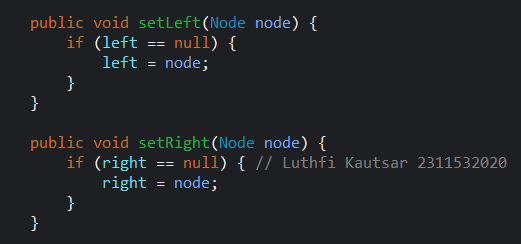 public void setLeft(Node node) {
    if (left == null) {
        left = node;
    }
}

public void setRight(Node node) {
    if (right == null) { // Luthfi Kautsar 2311532020
        right = node;
    }
}